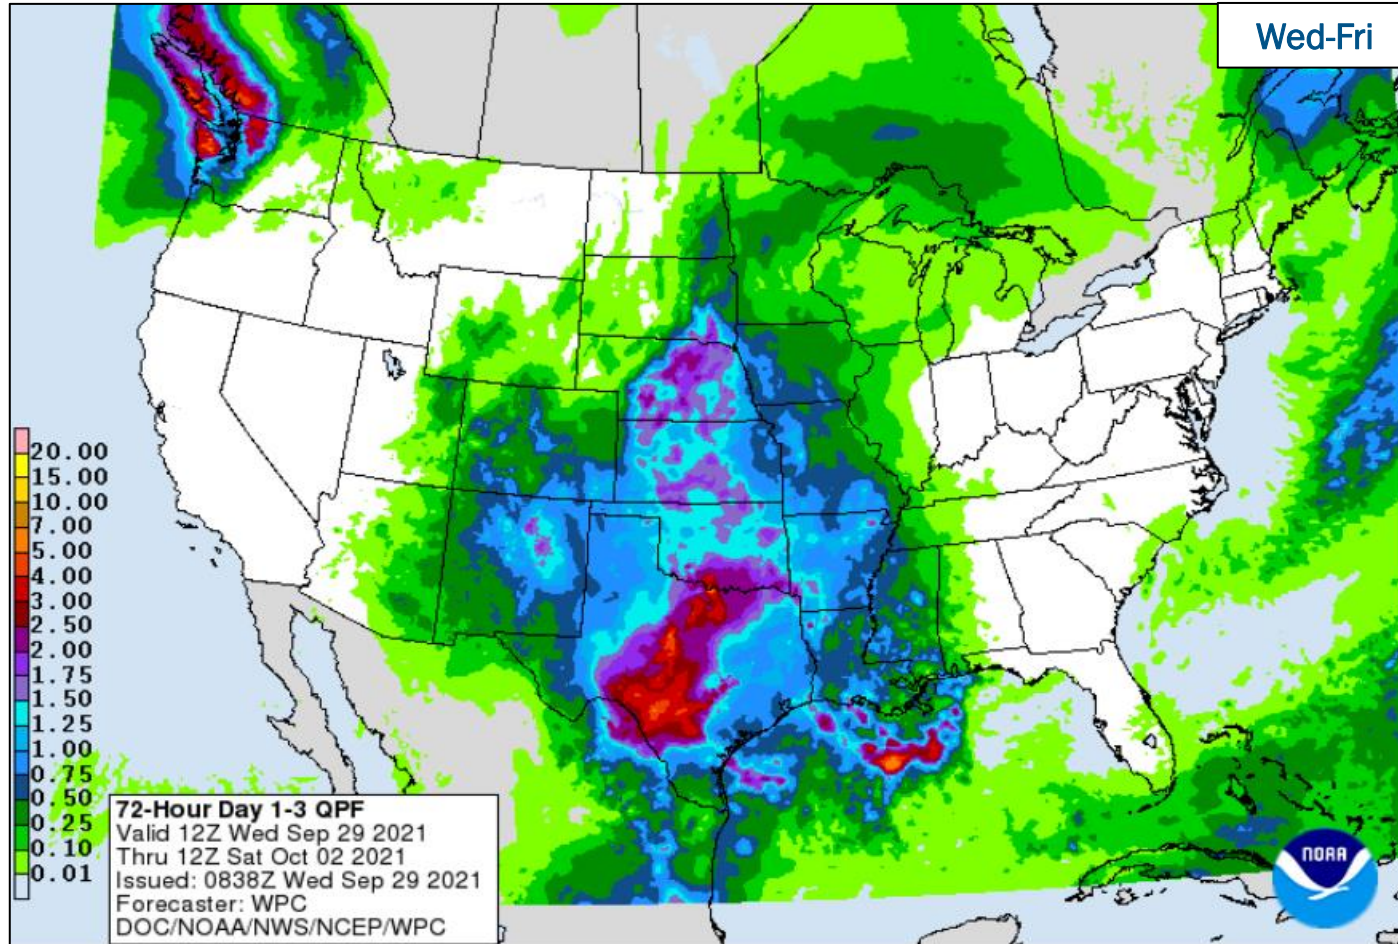 Wed-Fri
20.00
15.00
10.00
7.00
5.00
4.00
3.00
2.50
2.00
1.75
1.50
1.25
1.00
0.75
0.50
0.25
0.10
0.01
72-Hour Day 1-3 QPF
Valid 12Z Wed Sep 29 2021
Thru 12Z Sat Oct 02 2021
Issued: 0838Z Wed Sep 29 2021
Forecaster: WPC
DOC/NOAA/NWS/NCEP/WPC
NOAA